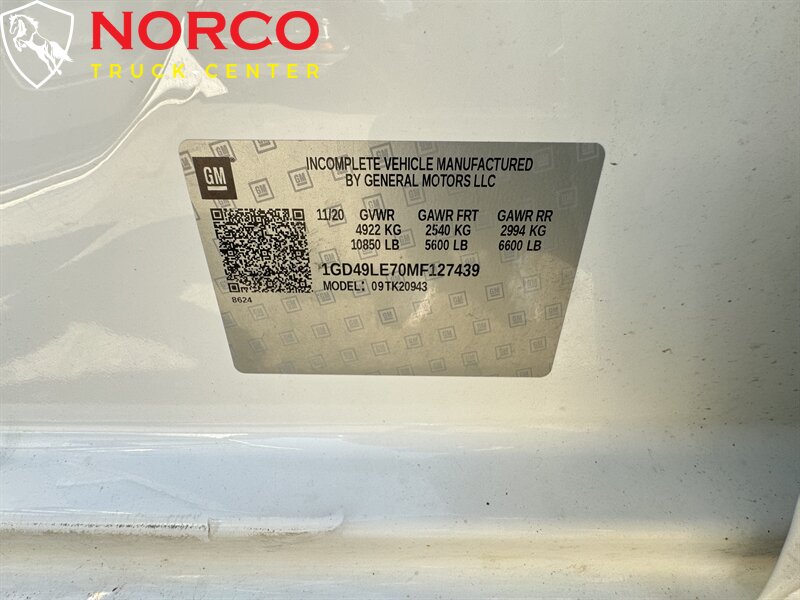 NORCO
TRUCK CENTER
GM
INCOMPLETE VEHICLE MANUFACTURED
BY GENERAL MOTORS LLC
11/20 GVWR GAWR FRT GAWR RR
4922 KG 2540 KG 2994 KG
10850 LB 5600 LB 6600 LB
1GD49LE70MF127439
MODEL: 09TK20943
8624